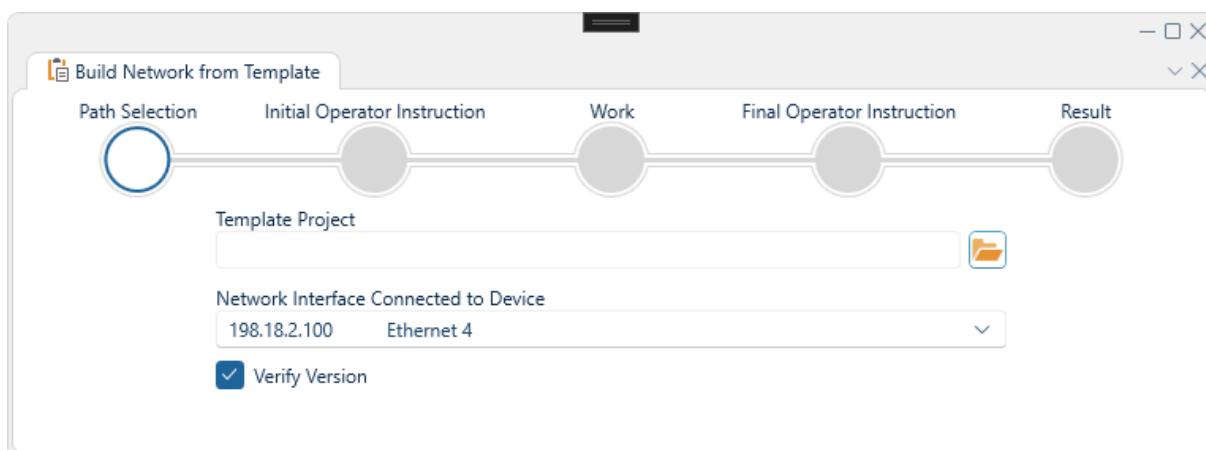 Build Network from Template
Path Selection Initial Operator Instruction Work Final Operator Instruction Result
Template Project
Network Interface Connected to Device
198.18.2.100 Ethernet 4
Verify Version